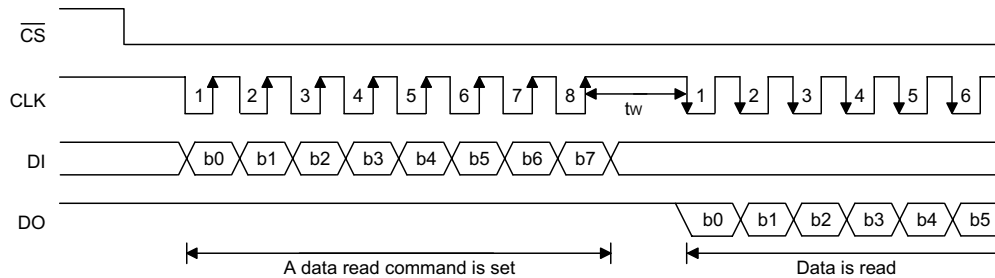 CS
CLK 1 2 3 4 5 6 7 8 tw 1 2 3 4 5 6
DI b0 b1 b2 b3 b4 b5 b6 b7
DO b0 b1 b2 b3 b4 b5
A data read command is set Data is read